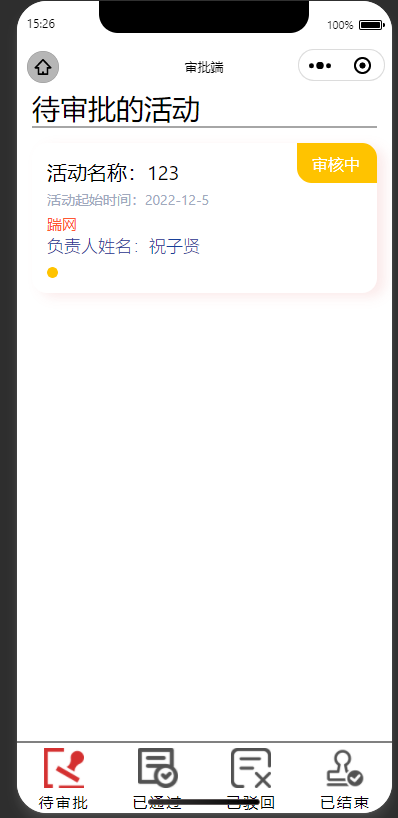 15:26
100%
审批端
待审批的活动
审核中
活动名称：123
活动起始时间：2022-12-5
踹网
负责人姓名：祝子贤
待审批
已通过
已驳回
已结束